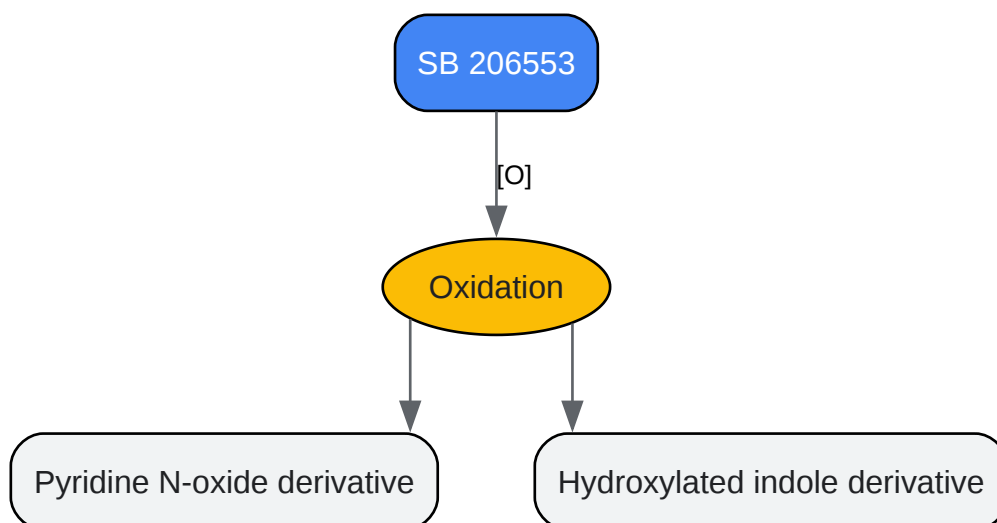 SB 206553
[O]
Oxidation
Pyridine N-oxide derivative
Hydroxylated indole derivative